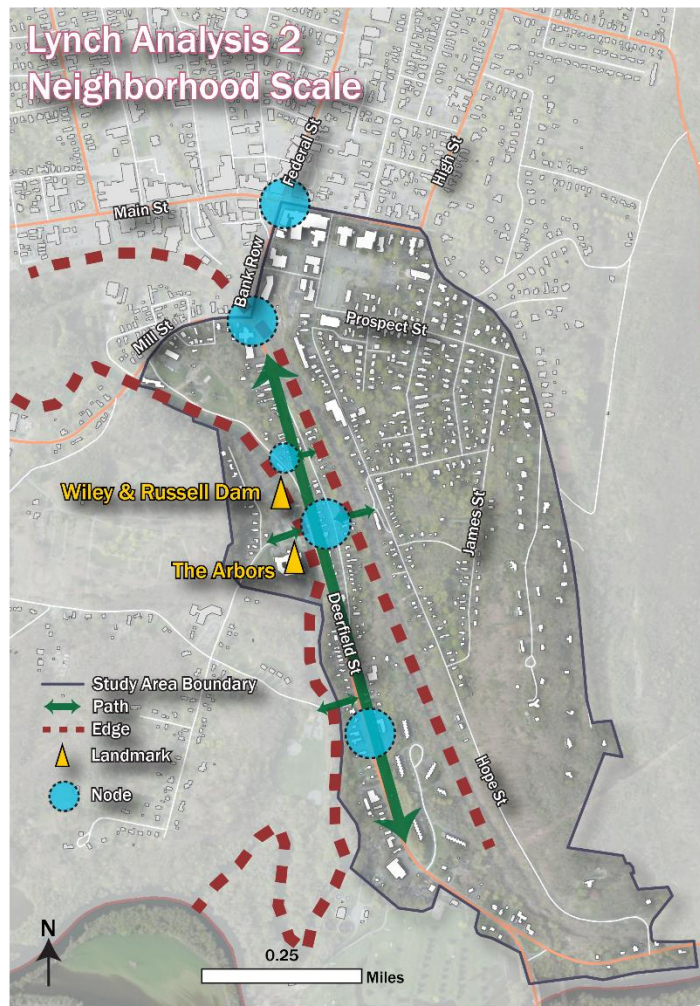 Lynch Analysis 2
Neighborhood Scale
Federal St
High St
Main St
Bank Row
Mill St
Prospect St
Wiley & Russell Dam
James St
The Arbors
Deerfield St
Hope St
Study Area Boundary
Path
Edge
Landmark
Node
N
0.25
Miles